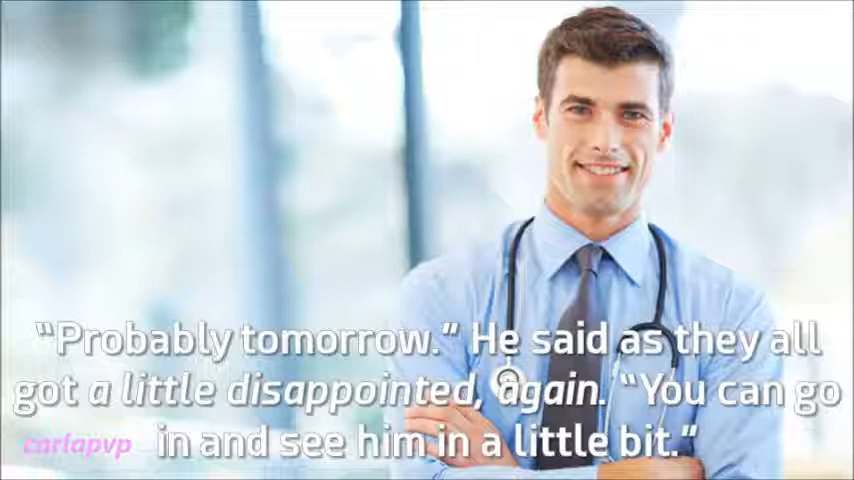 “Probably tomorrow.” He said as they all
got a little disappointed, again. “You can go
in and see him in a little bit.”
carlapvp